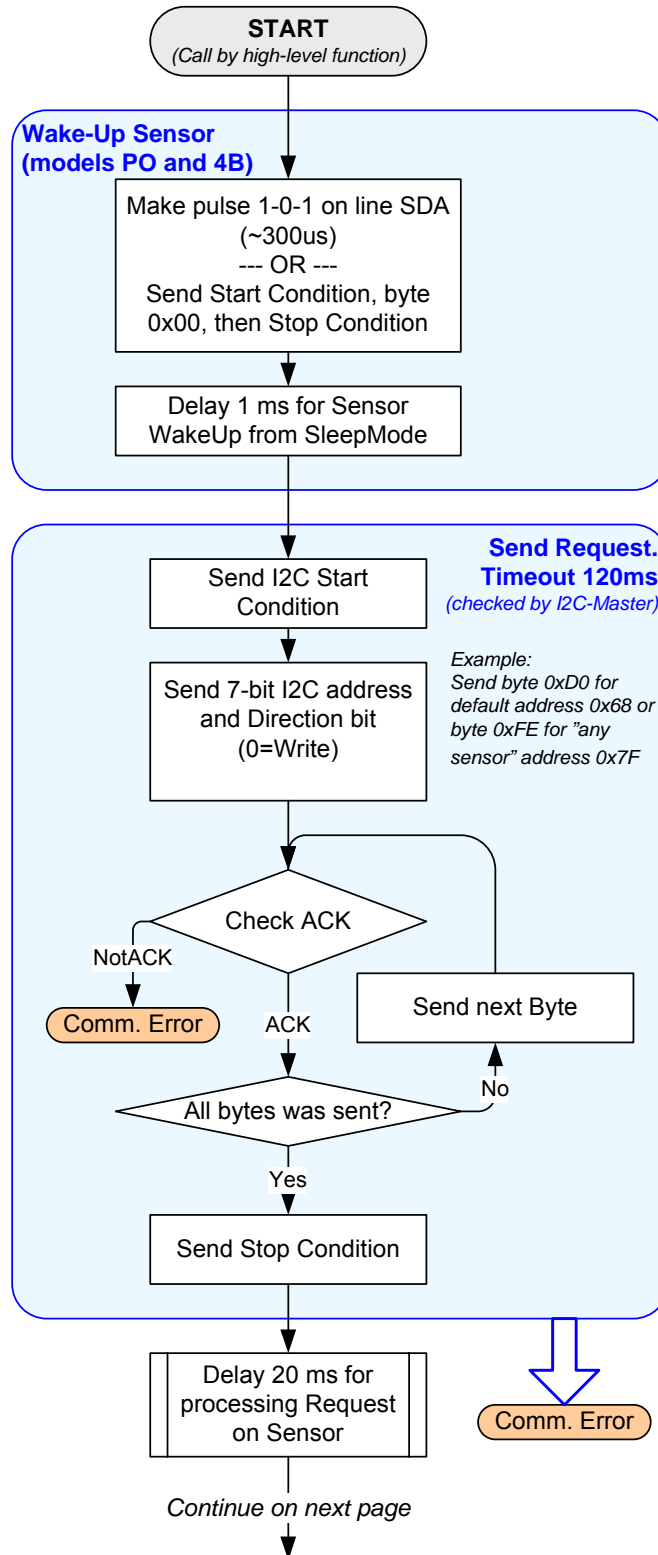 START
(Call by high-level function)
Wake-Up Sensor
(models PO and 4B)
Make pulse 1-0-1 on line SDA
(~300us)
--- OR ---
Send Start Condition, byte
0x00, then Stop Condition
Delay 1 ms for Sensor
WakeUp from SleepMode
Send Request.
Timeout 120ms
(checked by I2C-Master)
Send I2C Start
Condition
Send 7-bit I2C address
and Direction bit
(0=Write)
Example:
Send byte 0xD0 for
default address 0x68 or
byte 0xFE for ”any
sensor” address 0x7F
Check ACK
NotACK
Comm. Error
ACK
Send next Byte
All bytes was sent?
No
Yes
Send Stop Condition
Delay 20 ms for
processing Request
on Sensor
Comm. Error
Continue on next page